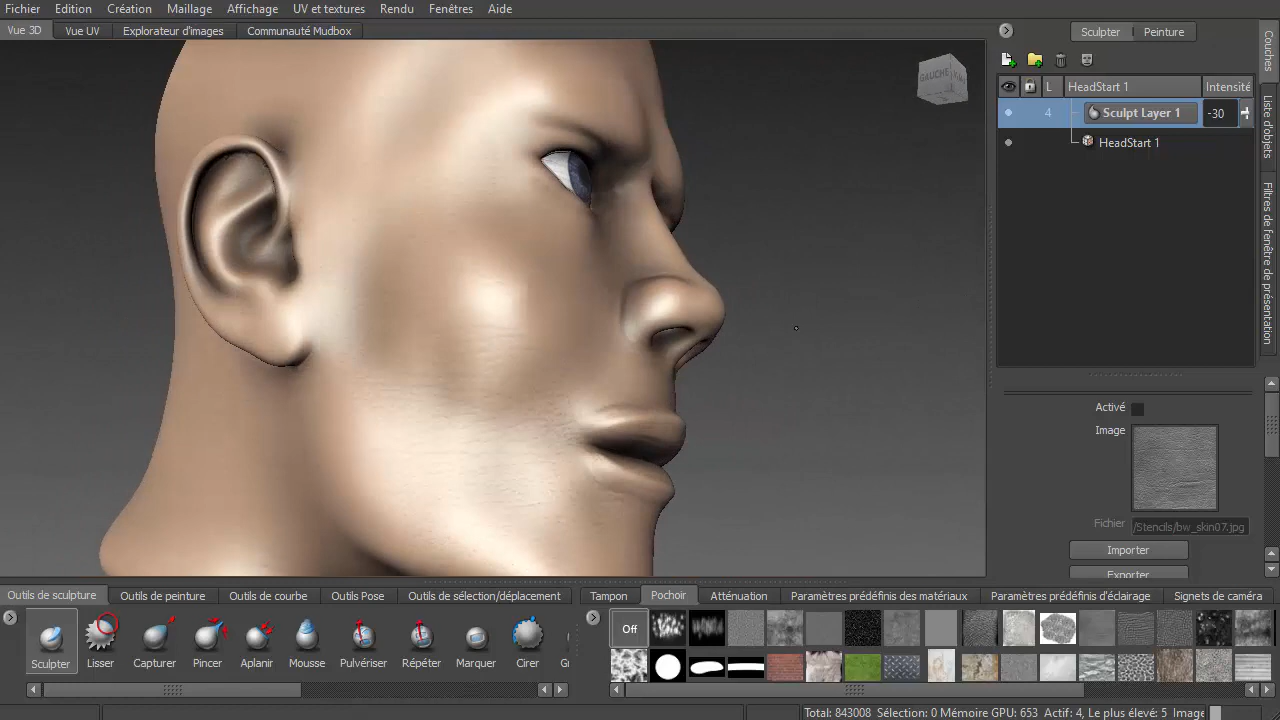 Fichier Edition Création Maillage Affichage UV et textures Rendu Fenêtres Aide
Vue 3D Vue UV Explorateur d'images Communauté Mudbox
GAUCHE
Sculpter Peinture
L HeadStart 1 Intensité
4 Sculpt Layer 1 -30
HeadStart 1
Couches
Liste d'objets
Filtres de fenêtre de présentation
Activé
Image
Fichier /Stencils/bw_skin07.jpg
Importer
Exporter
Outils de sculpture Outils de peinture Outils de courbe Outils Pose Outils de sélection/déplacement
Tampon Pochoir Atténuation Paramètres prédéfinis des matériaux Paramètres prédéfinis d'éclairage Signets de caméra
Off
Sculpter Lisser Capturer Pincer Aplanir Mousse Pulvériser Répéter Marquer Cirer
Total: 843008 Sélection: 0 Mémoire GPU: 653 Actif: 4, Le plus élevé: 5 Image